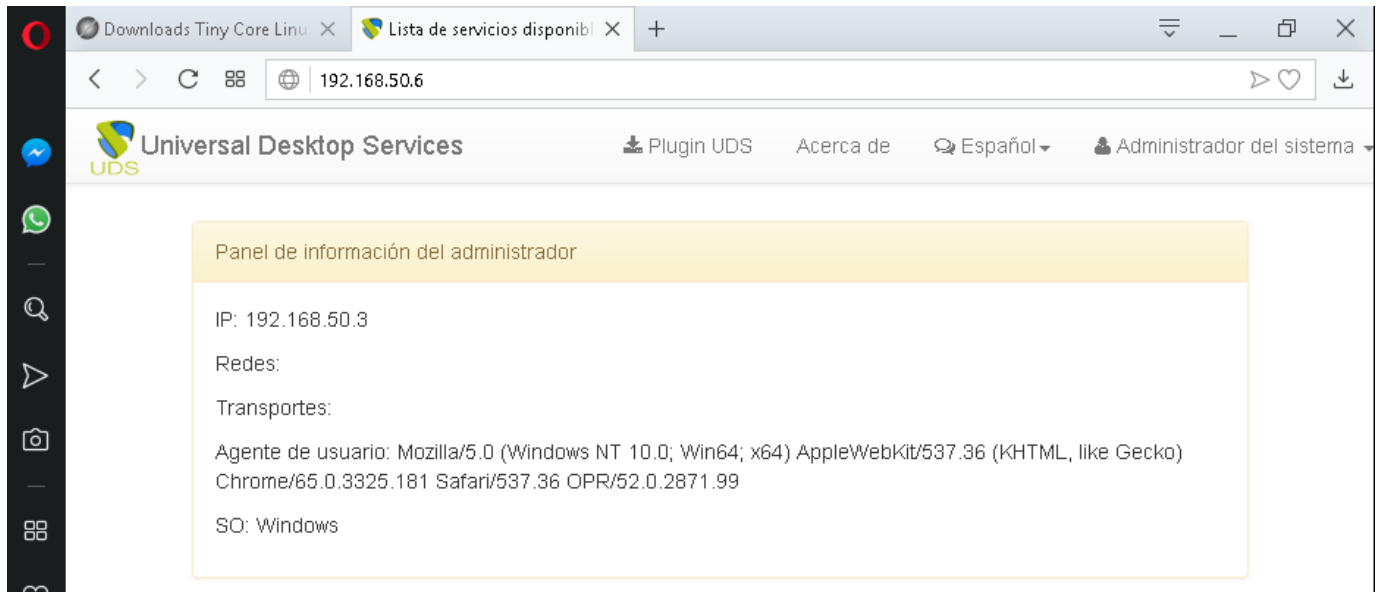 Downloads Tiny Core Linu
Lista de servicios disponibl
192.168.50.6
UDS
Universal Desktop Services
Plugin UDS
Acerca de
Español
Administrador del sistema
Panel de información del administrador
IP: 192.168.50.3
Redes:
Transportes:
Agente de usuario: Mozilla/5.0 (Windows NT 10.0; Win64; x64) AppleWebKit/537.36 (KHTML, like Gecko)
Chrome/65.0.3325.181 Safari/537.36 OPR/52.0.2871.99
SO: Windows